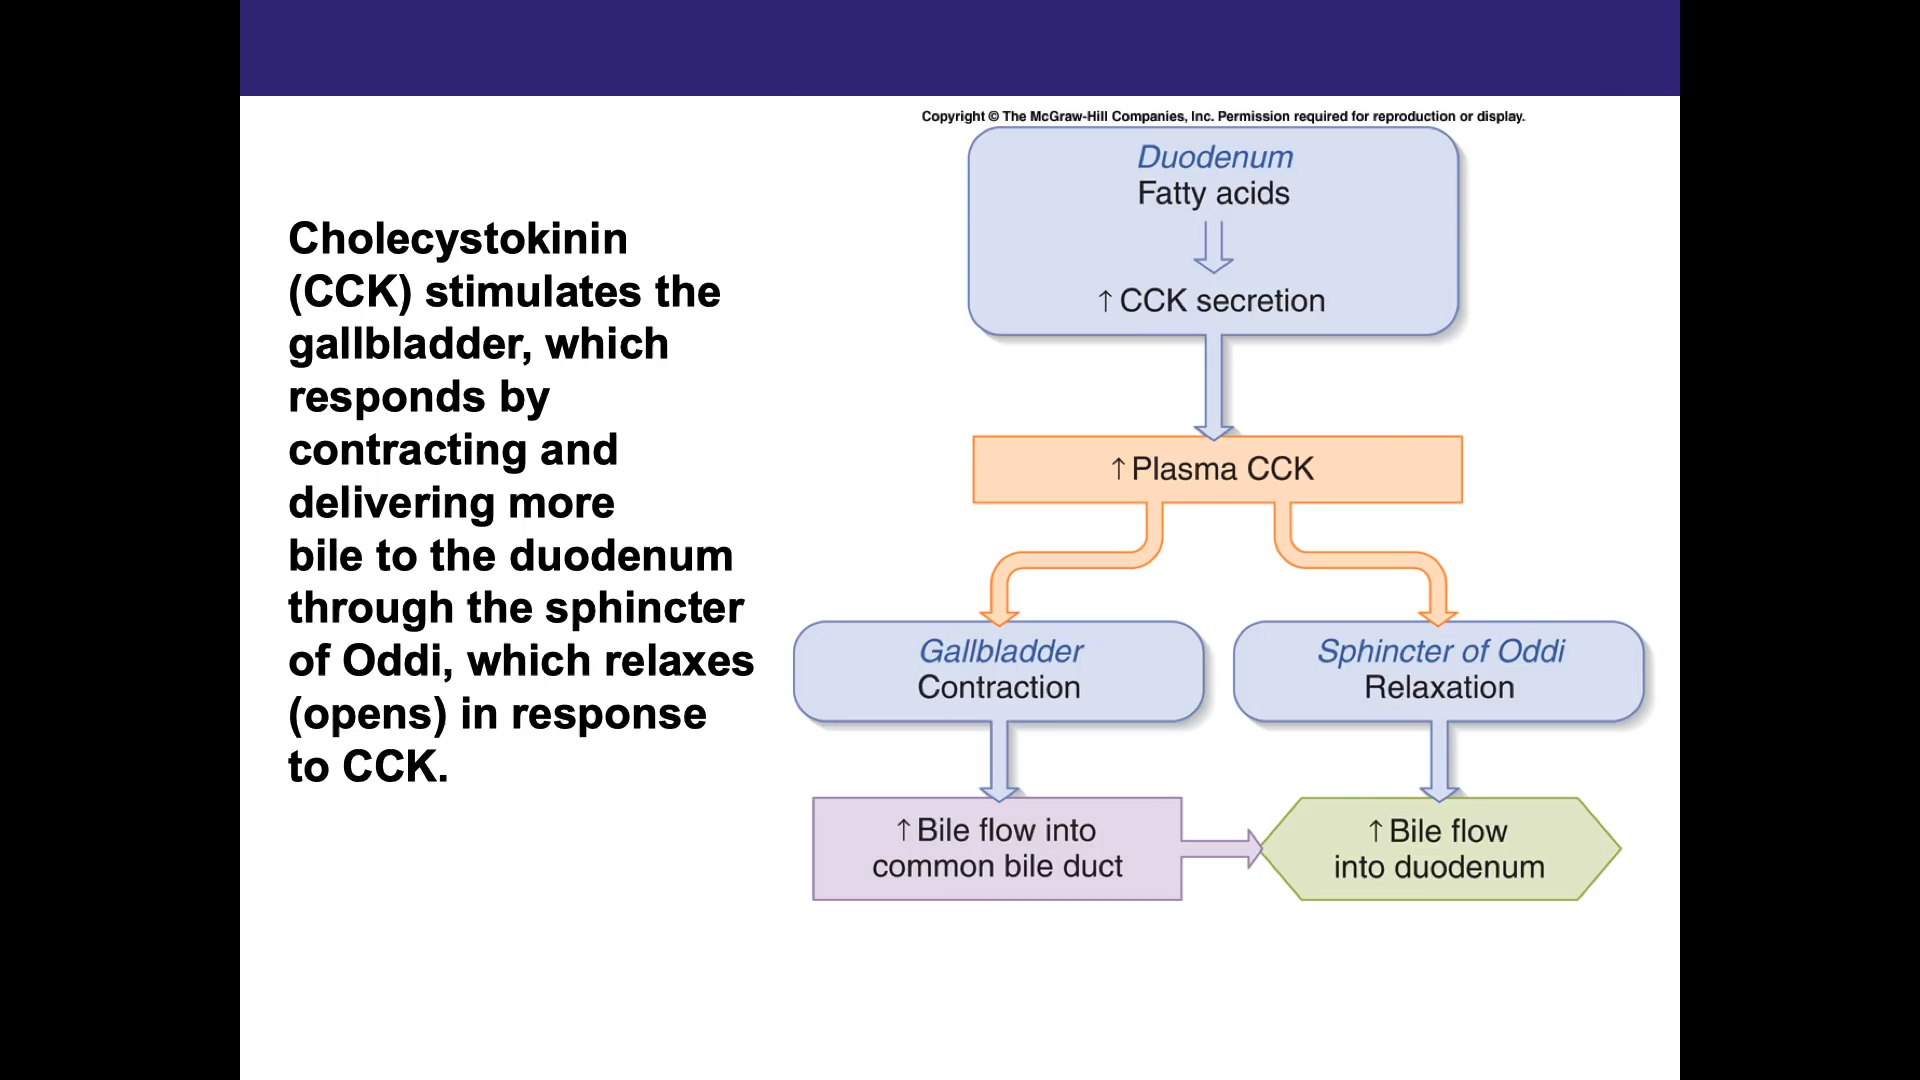 Copyright © The McGraw-Hill Companies, Inc. Permission required for reproduction or display.
Cholecystokinin
(CCK) stimulates the
gallbladder, which
responds by
contracting and
delivering more
bile to the duodenum
through the sphincter
of Oddi, which relaxes
(opens) in response
to CCK.
Duodenum
Fatty acids
↑ CCK secretion
↑ Plasma CCK
Gallbladder
Contraction
Sphincter of Oddi
Relaxation
↑ Bile flow into
common bile duct
↑ Bile flow
into duodenum